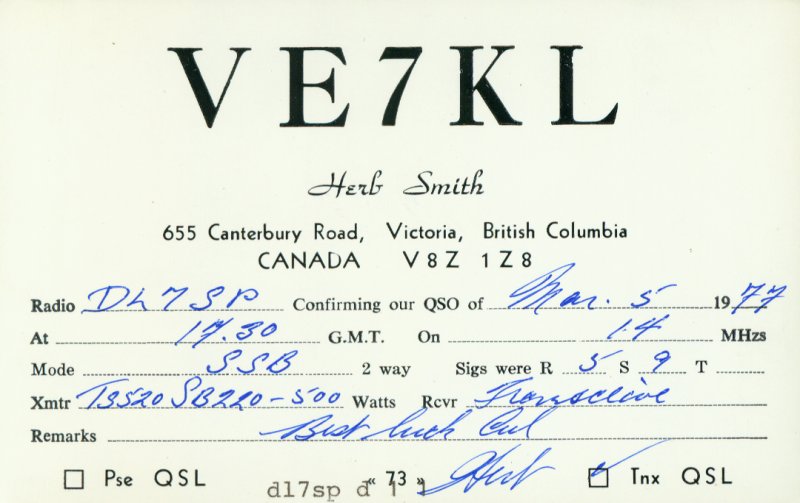 VE7KL
Herb Smith
655 Canterbury Road, Victoria, British Columbia
CANADA V8Z 1Z8
Radio DL7SP Confirming our QSO of Mar. 5 1977
At 17.30 G.M.T. On 14 MHzs
Mode SSB 2 way Sigs were R 5 S 9 T
Xmtr TS520 SB220-500 Watts Rcvr Transceive
Remarks Best luck Cul
Pse QSL « 73 » Herb ✓ Tnx QSL
dl7sp d